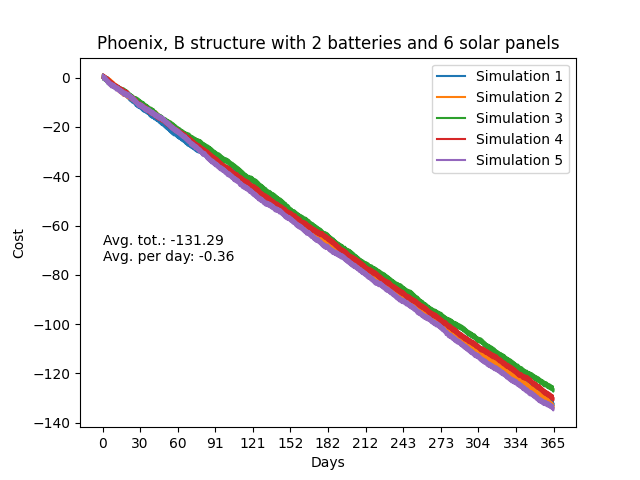 Phoenix, B structure with 2 batteries and 6 solar panels
Simulation 1
Simulation 2
Simulation 3
Simulation 4
Simulation 5
Avg. tot.: -131.29
Avg. per day: -0.36
Cost
0
−20
−40
−60
−80
−100
−120
−140
0 30 60 91 121 152 182 212 243 273 304 334 365
Days